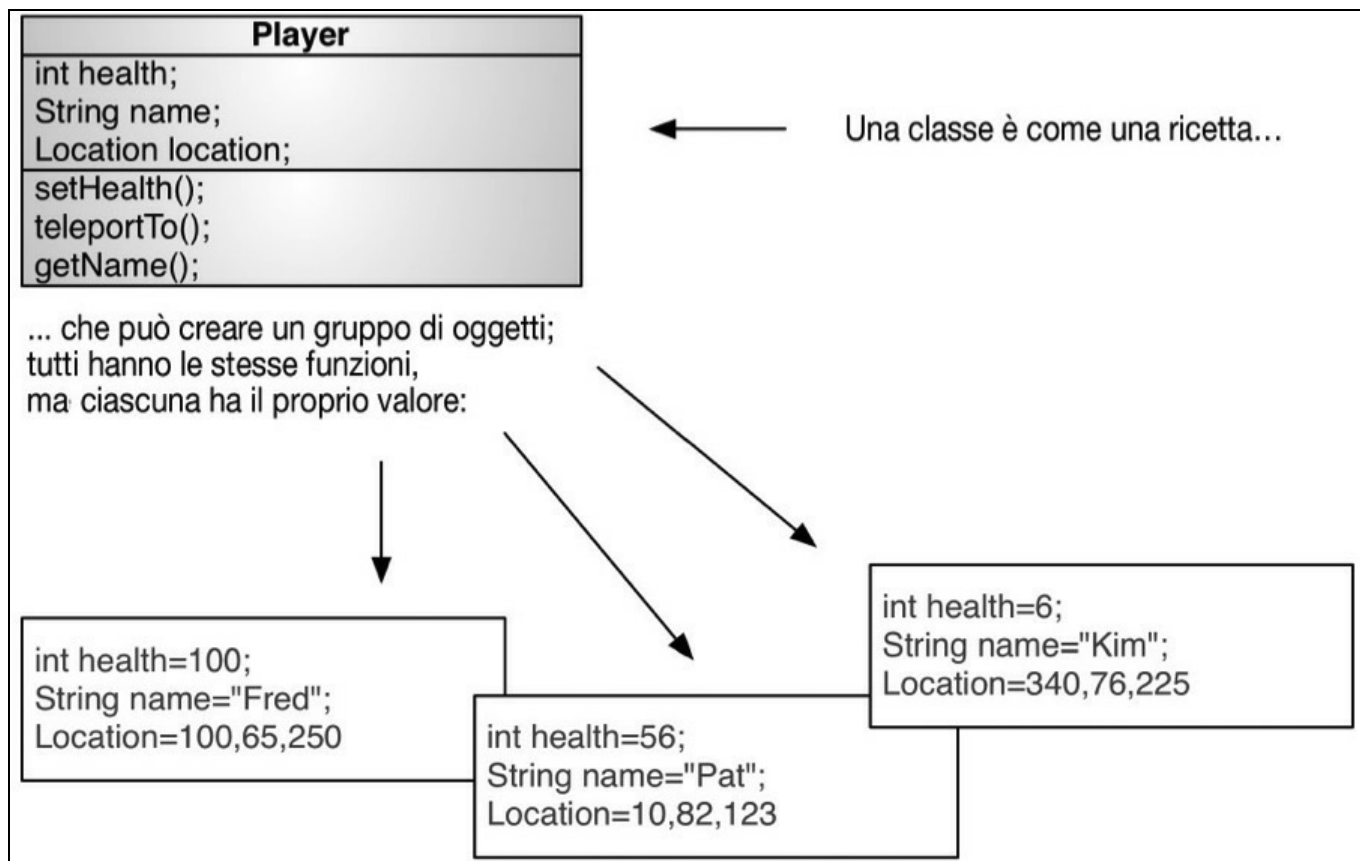 Player
int health;
String name;
Location location;
setHealth();
teleportTo();
getName();
Una classe è come una ricetta...
... che può creare un gruppo di oggetti;
tutti hanno le stesse funzioni,
ma ciascuna ha il proprio valore:
int health=100;
String name="Fred";
Location=100,65,250
int health=56;
String name="Pat";
Location=10,82,123
int health=6;
String name="Kim";
Location=340,76,225